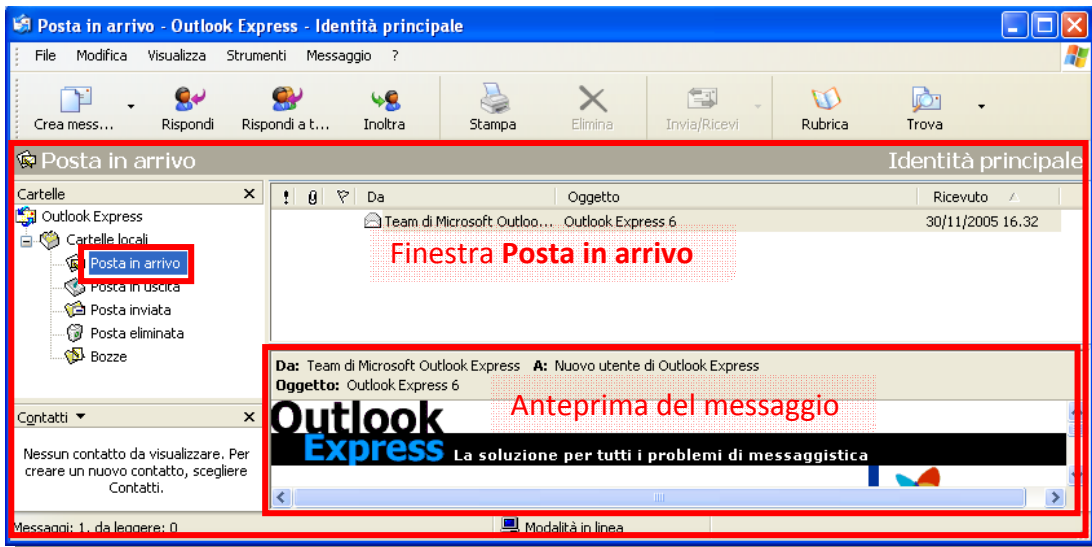 Posta in arrivo - Outlook Express - Identità principale
File Modifica Visualizza Strumenti Messaggio ?
Crea mess... Rispondi Rispondi a t... Inoltra Stampa Elimina Invia/Ricevi Rubrica Trova
Posta in arrivo Identità principale
Cartelle
Outlook Express
Cartelle locali
Posta in arrivo
Posta in uscita
Posta inviata
Posta eliminata
Bozze
Contatti
Nessun contatto da visualizzare. Per
creare un nuovo contatto, scegliere
Contatti.
! Da Oggetto Ricevuto
Team di Microsoft Outloo... Outlook Express 6 30/11/2005 16.32
Finestra Posta in arrivo
Da: Team di Microsoft Outlook Express A: Nuovo utente di Outlook Express
Oggetto: Outlook Express 6
Anteprima del messaggio
Outlook
Express La soluzione per tutti i problemi di messaggistica
Messaggi: 1, da leggere: 0 Modalità in linea